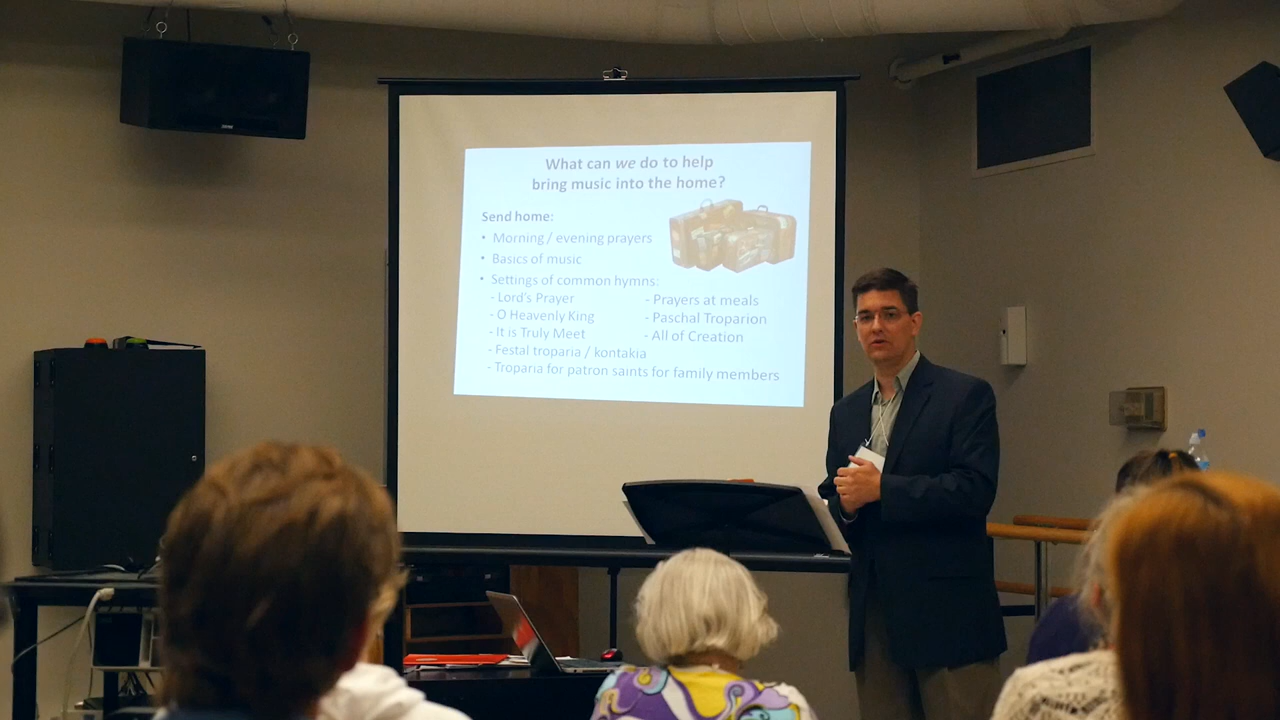 What can we do to help
bring music into the home?
Send home:
• Morning / evening prayers
• Basics of music
• Settings of common hymns:
- Lord's Prayer
- O Heavenly King
- It is Truly Meet
- Festal troparia / kontakia
- Troparia for patron saints for family members
- Prayers at meals
- Paschal Troparion
- All of Creation